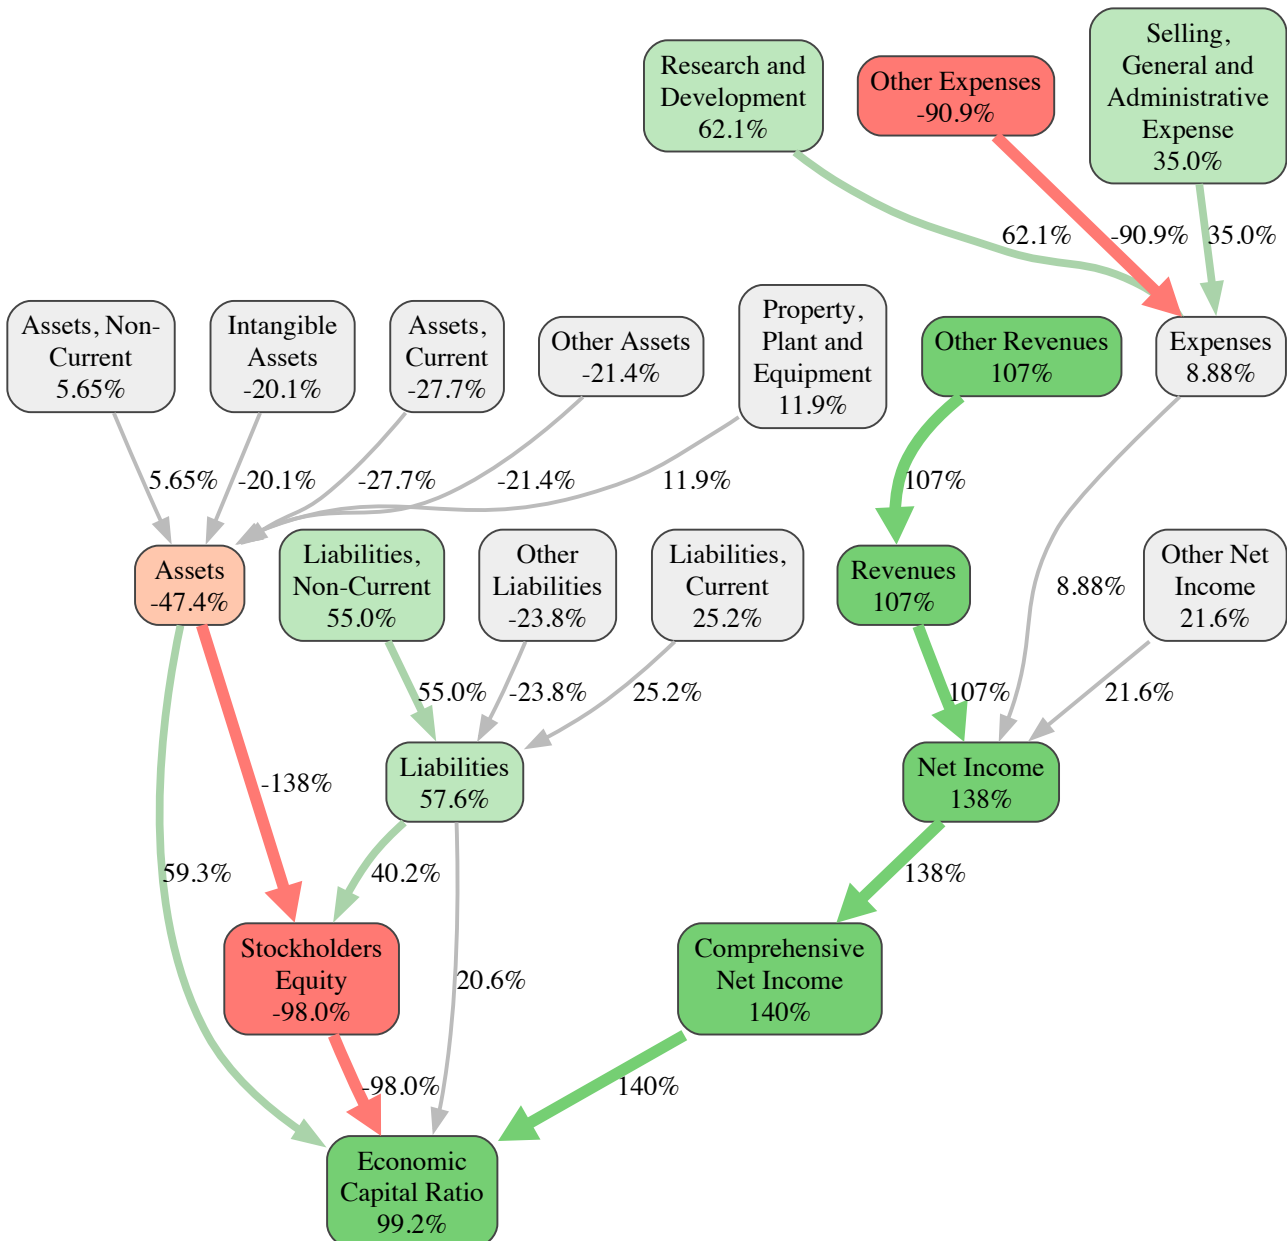 Selling,
General and
Administrative
Expense
35.0%
Research and
Development
62.1%
Other Expenses
-90.9%
62.1%
-90.9%
35.0%
Assets, Non-
Current
5.65%
Intangible
Assets
-20.1%
Assets,
Current
-27.7%
Other Assets
-21.4%
Property,
Plant and
Equipment
11.9%
Other Revenues
107%
Expenses
8.88%
5.65%
-20.1%
-27.7%
-21.4%
11.9%
107%
Assets
-47.4%
Liabilities,
Non-Current
55.0%
Other
Liabilities
-23.8%
Liabilities,
Current
25.2%
Revenues
107%
8.88%
Other Net
Income
21.6%
55.0%
-23.8%
25.2%
107%
21.6%
-138%
Liabilities
57.6%
Net Income
138%
59.3%
40.2%
138%
Stockholders
Equity
-98.0%
20.6%
Comprehensive
Net Income
140%
-98.0%
140%
Economic
Capital Ratio
99.2%